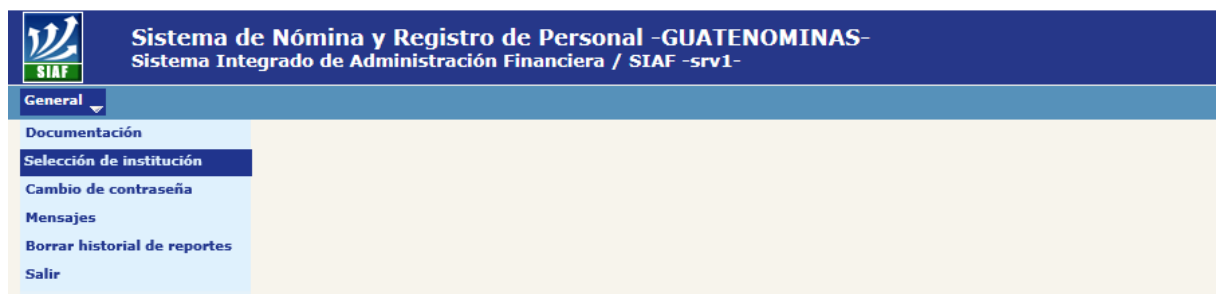 Sistema de Nómina y Registro de Personal -GUATENOMINAS-
Sistema Integrado de Administración Financiera / SIAF -srv1-
SIAF
General
Documentación
Selección de institución
Cambio de contraseña
Mensajes
Borrar historial de reportes
Salir